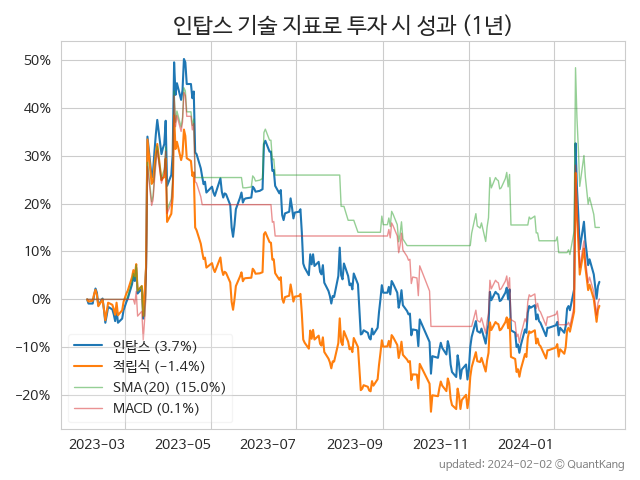 인탑스 기술 지표로 투자 시 성과 (1년)
50%
40%
30%
20%
10%
0%
−10%
−20%
인탑스 (3.7%)
적립식 (−1.4%)
SMA(20) (15.0%)
MACD (0.1%)
2023-03 2023-05 2023-07 2023-09 2023-11 2024-01
updated: 2024-02-02 © QuantKang